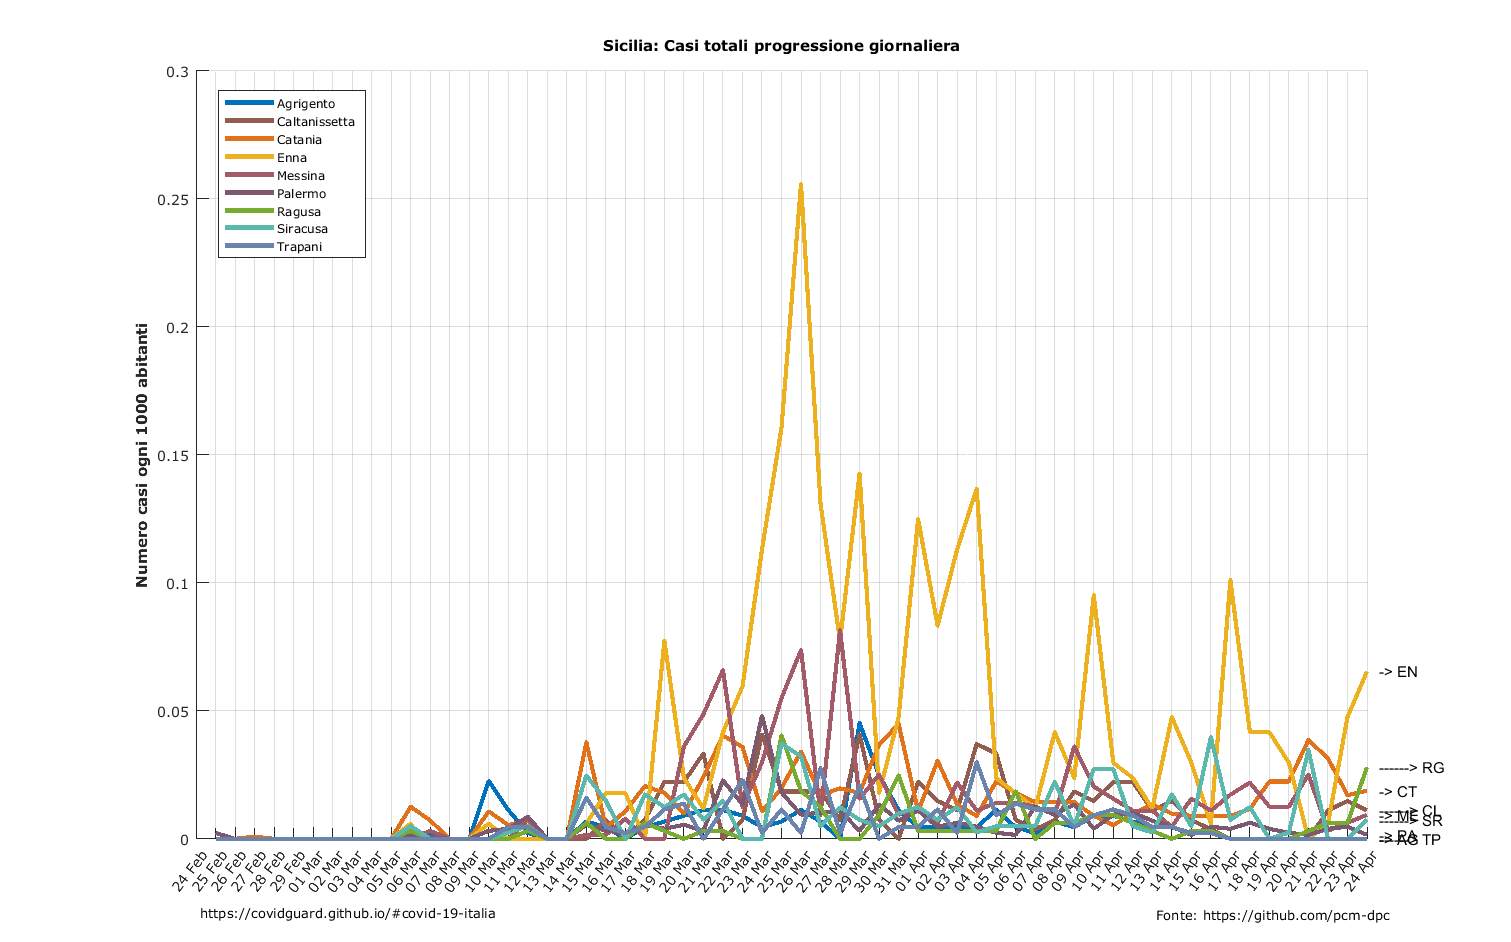 Sicilia: Casi totali progressione giornaliera
Numero casi ogni 1000 abitanti
0.3
0.25
0.2
0.15
0.1
0.05
0
Agrigento
Caltanissetta
Catania
Enna
Messina
Palermo
Ragusa
Siracusa
Trapani
-> EN
------> RG
-> CT
------> CL
-> ME
------> SR
-> PA
-> AG
TP
24 Feb
25 Feb
26 Feb
27 Feb
28 Feb
29 Feb
01 Mar
02 Mar
03 Mar
04 Mar
05 Mar
06 Mar
07 Mar
08 Mar
09 Mar
10 Mar
11 Mar
12 Mar
13 Mar
14 Mar
15 Mar
16 Mar
17 Mar
18 Mar
19 Mar
20 Mar
21 Mar
22 Mar
23 Mar
24 Mar
25 Mar
26 Mar
27 Mar
28 Mar
29 Mar
30 Mar
31 Mar
01 Apr
02 Apr
03 Apr
04 Apr
05 Apr
06 Apr
07 Apr
08 Apr
09 Apr
10 Apr
11 Apr
12 Apr
13 Apr
14 Apr
15 Apr
16 Apr
17 Apr
18 Apr
19 Apr
20 Apr
21 Apr
22 Apr
23 Apr
24 Apr
https://covidguard.github.io/#covid-19-italia
Fonte: https://github.com/pcm-dpc